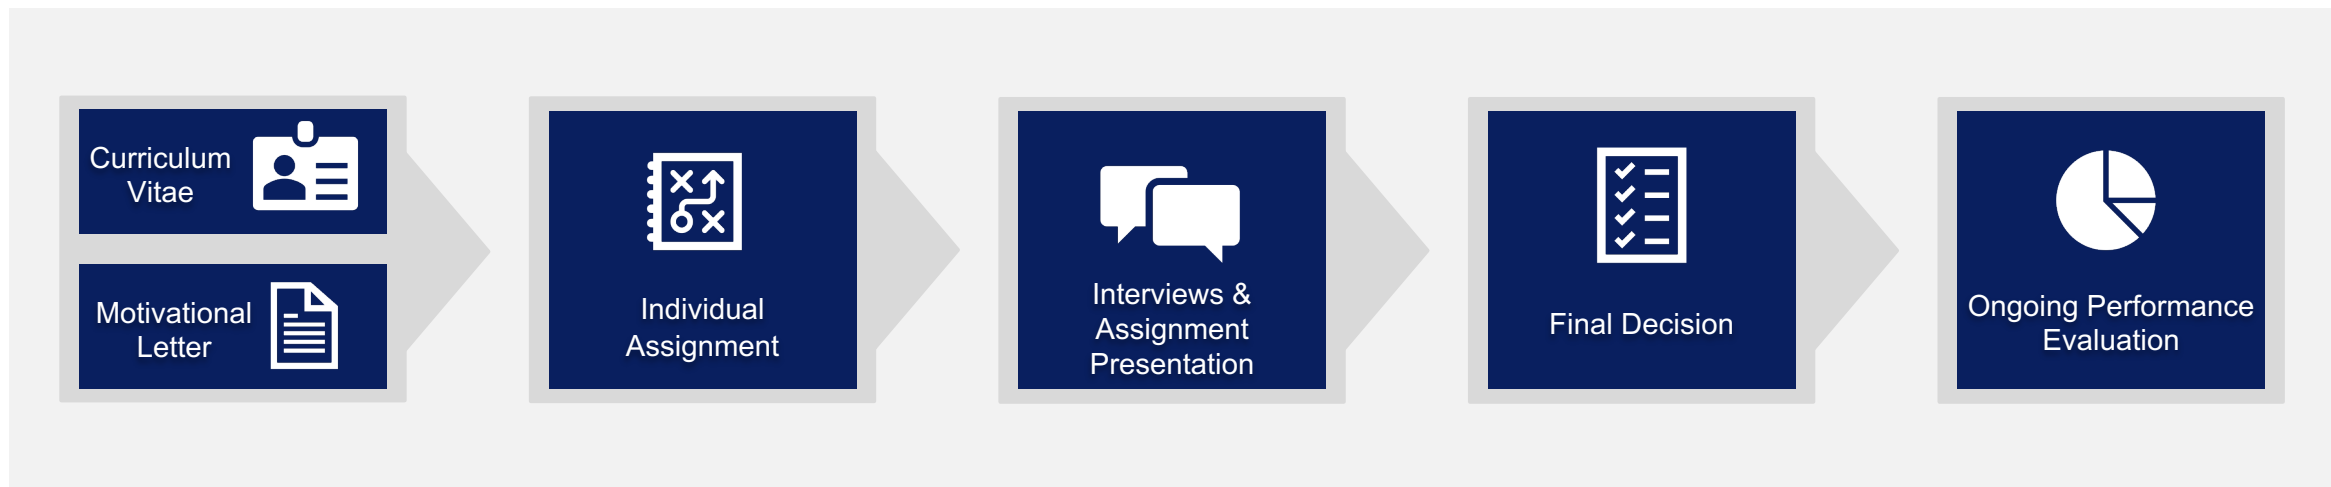 Curriculum
Vitae
Motivational
Letter
Individual
Assignment
Interviews &
Assignment
Presentation
Final Decision
Ongoing Performance
Evaluation